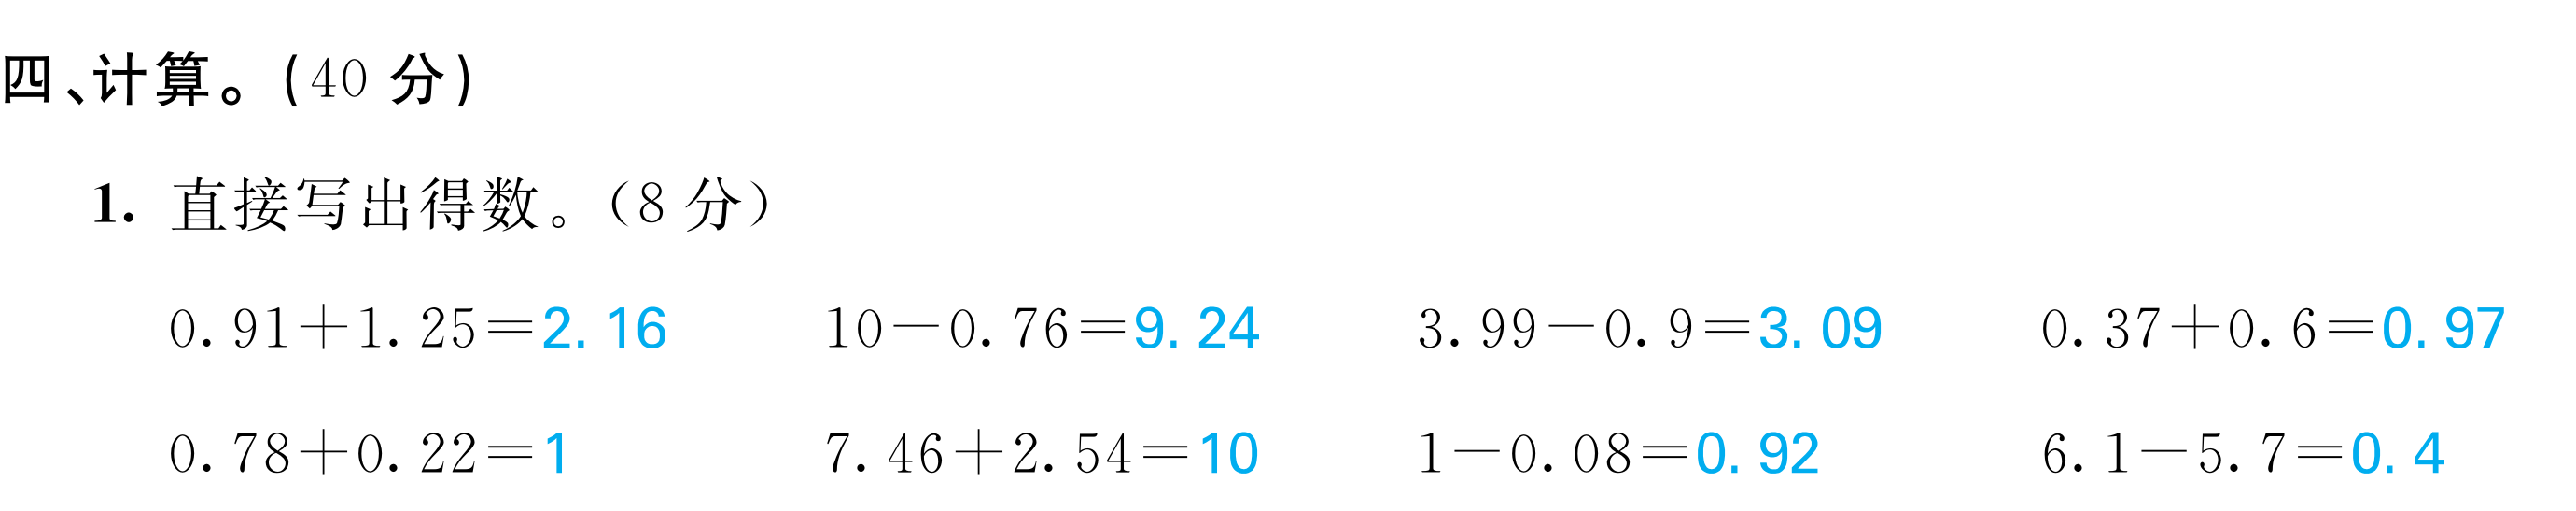 四、计算。(40 分)
1. 直接写出得数。(8 分)
0.91+1.25=2.16 10-0.76=9.24 3.99-0.9=3.09 0.37+0.6=0.97
0.78+0.22=1 7.46+2.54=10 1-0.08=0.92 6.1-5.7=0.4